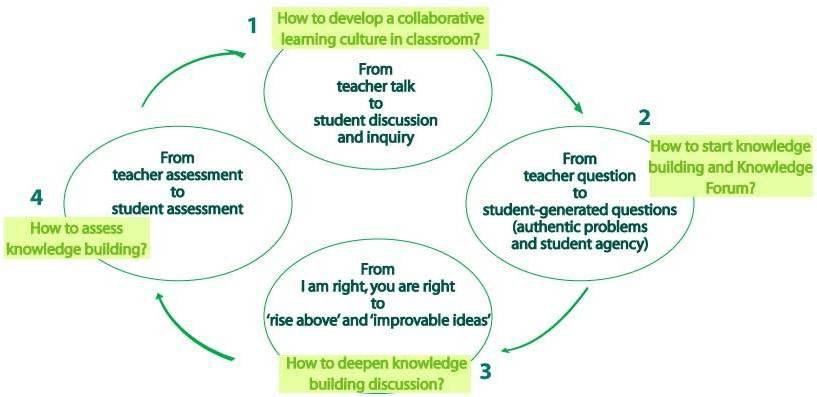 1
How to develop a collaborative
learning culture in classroom?
From
teacher talk
to
student discussion
and inquiry
2
How to start knowledge
building and Knowledge
Forum?
From
teacher question
to
student-generated questions
(authentic problems
and student agency)
From
I am right, you are right
to
‘rise above’ and ‘improvable ideas’
How to deepen knowledge
building discussion?
3
From
teacher assessment
to
student assessment
4
How to assess
knowledge building?